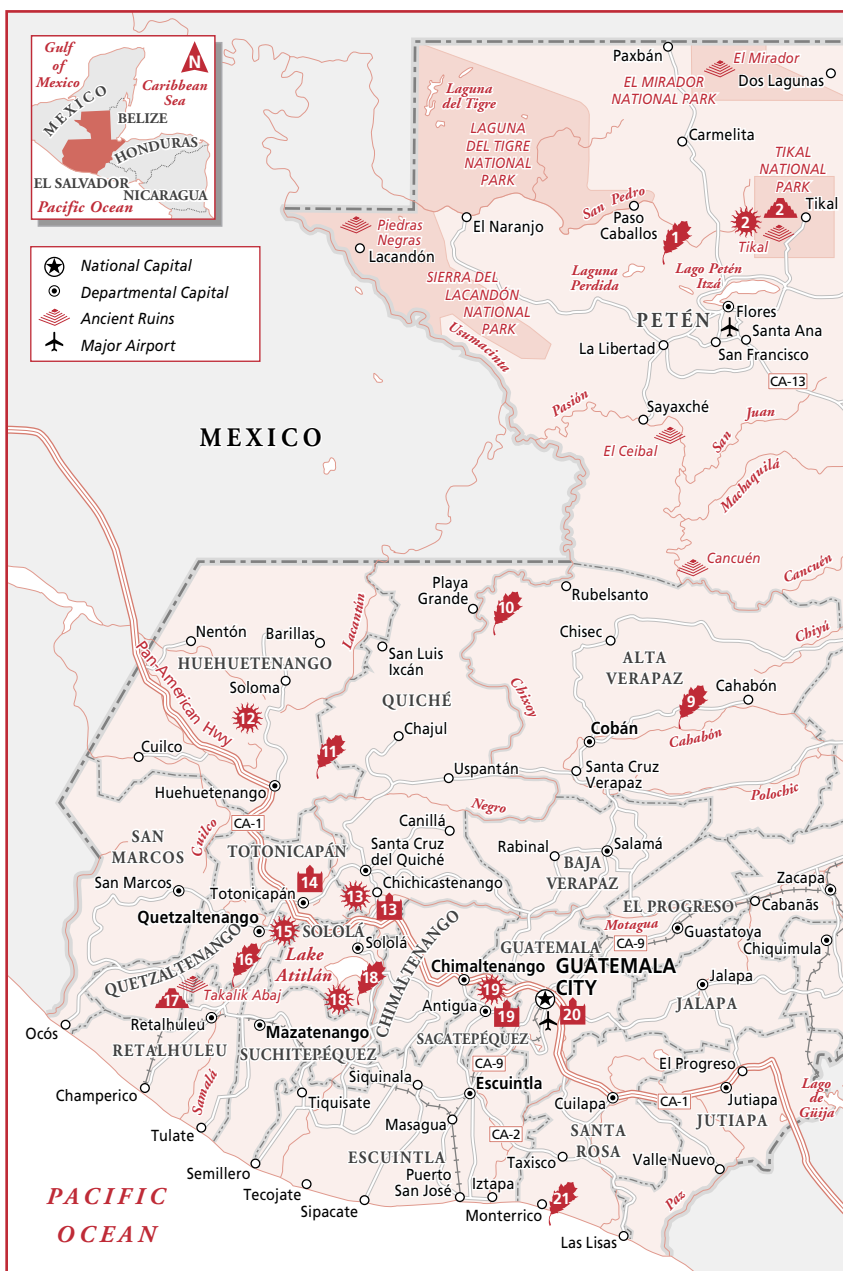 Gulf
of
Mexico
N
Caribbean
Sea
MEXICO
BELIZE
HONDURAS
EL SALVADOR
NICARAGUA
Pacific Ocean
National Capital
Departmental Capital
Ancient Ruins
Major Airport
Paxbán
El Mirador
Dos Lagunas
EL MIRADOR
NATIONAL PARK
Laguna
del Tigre
LAGUNA
DEL TIGRE
NATIONAL
PARK
Carmelita
TIKAL
NATIONAL
PARK
2
2
Tikal
Tikal
San Pedro
Paso
Caballos
1
El Naranjo
Piedras
Negras
Lacandón
SIERRA DEL
LACANDÓN
NATIONAL
PARK
Laguna
Perdida
Lago Petén
Itzá
Usumacinta
PETÉN
Flores
Santa Ana
San Francisco
La Libertad
CA-13
Pasión
Sayaxché
San Juan
El Ceibal
Machaquilá
MEXICO
Cancuén
Cancuén
Playa
Grande
10
Rubelsanto
Nentón
Barillas
Lacantún
San Luis
Ixcán
Chisec
Chiyú
Pan-American Hwy
HUEHUETENANGO
Soloma
QUICHÉ
ALTA
VERAPAZ
Chixoy
9
Cahabón
12
Chajul
Cobán
Cahabón
11
Cuilco
Uspantán
Santa Cruz
Verapaz
Huehuetenango
Polochic
Negro
CA-1
SAN
MARCOS
Cuilco
Canillá
TOTONICAPÁN
Santa Cruz
del Quiché
Rabinal
Salamá
BAJA
VERAPAZ
San Marcos
14
Totonicapán
13
Chichicastenango
13
Zacapa
EL PROGRESO
Cabanãs
Quetzaltenango
15
SOLOLÁ
Sololá
CHIMALTENANGO
Motagua
CA-9
Guastatoya
GUATEMALA
Chiquimula
QUETZALTENANGO
16
Lake
Atitlán
18
18
Chimaltenango
19
GUATEMALA
CITY
Jalapa
JALAPA
17
Takalik Abaj
Antigua
19
20
Ocós
Retalhuleu
Mazatenango
SACATEPÉQUEZ
RETALHULEU
SUCHITEPÉQUEZ
CA-9
El Progreso
Siquinala
Escuintla
Lago
de
Güija
Champerico
Samalá
Tiquisate
Cuilapa
CA-1
Jutiapa
JUTIAPA
Tulate
Masagua
CA-2
SANTA
ROSA
ESCUINTLA
Taxisco
Valle Nuevo
Semillero
Puerto
San José
Iztapa
Tecojate
Sipacate
Monterrico
21
Paz
PACIFIC
OCEAN
Las Lisas